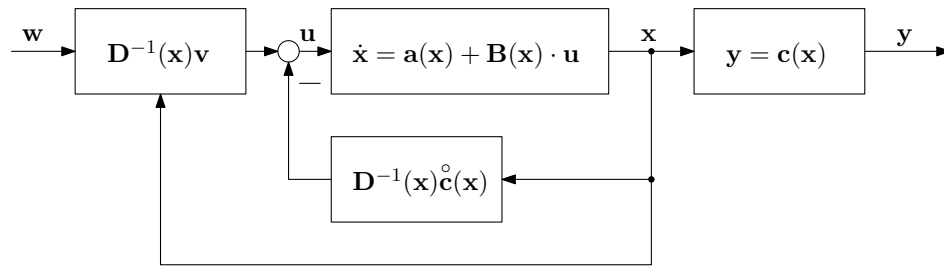 w
D⁻¹(x)v
u
ẋ = a(x) + B(x) · u
x
y = c(x)
y
—
D⁻¹(x)c̊(x)